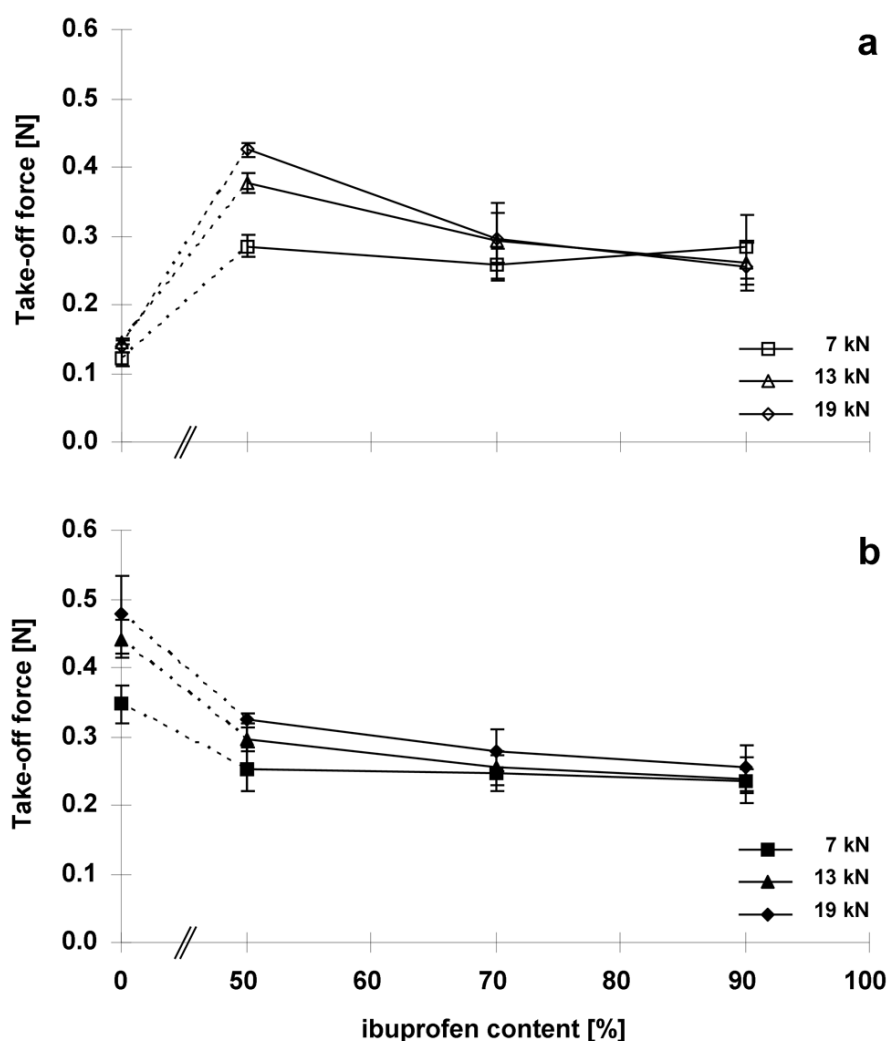 a
Take-off force [N]
0.6
0.5
0.4
0.3
0.2
0.1
0.0
7 kN
13 kN
19 kN
b
Take-off force [N]
0.6
0.5
0.4
0.3
0.2
0.1
0.0
7 kN
13 kN
19 kN
0 50 60 70 80 90 100
ibuprofen content [%]